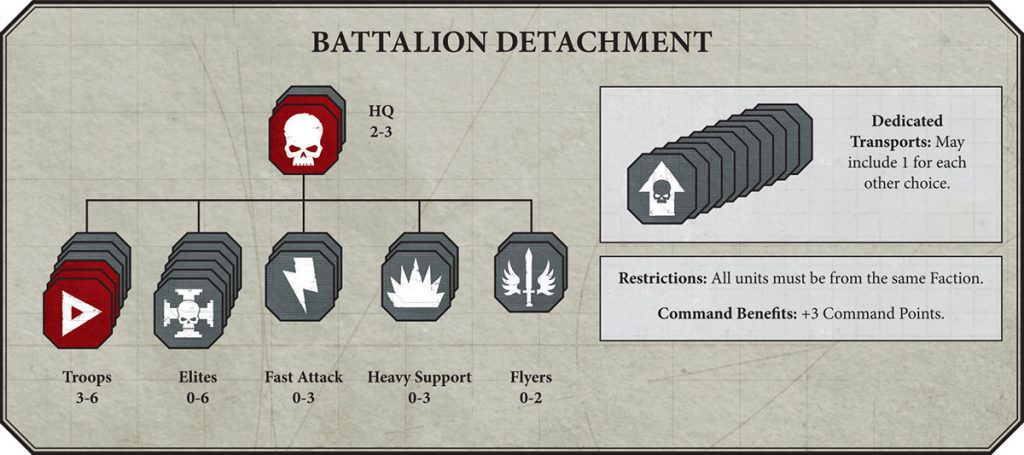 BATTALION DETACHMENT
HQ
2-3
Dedicated
Transports: May
include 1 for each
other choice.
Restrictions: All units must be from the same Faction.
Command Benefits: +3 Command Points.
Troops
3-6
Elites
0-6
Fast Attack
0-3
Heavy Support
0-3
Flyers
0-2